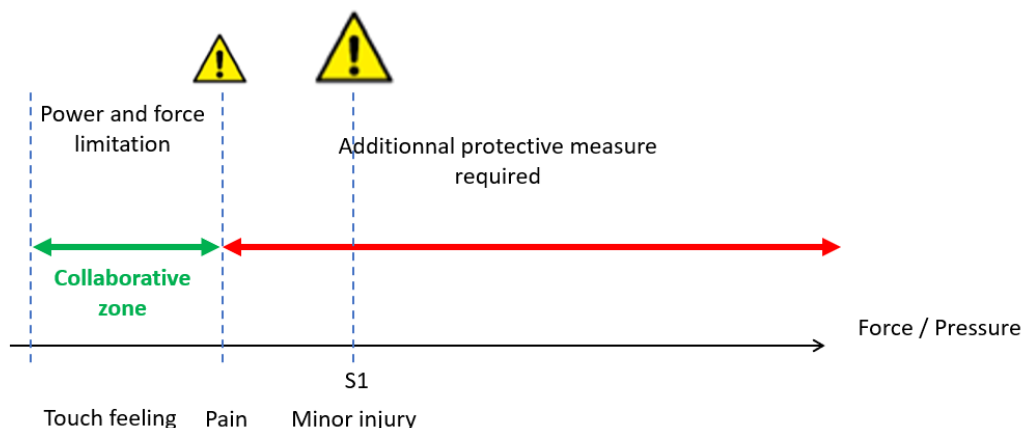 Power and force
limitation
Additionnal protective measure
required
Collaborative
zone
Force / Pressure
S1
Touch feeling
Pain
Minor injury